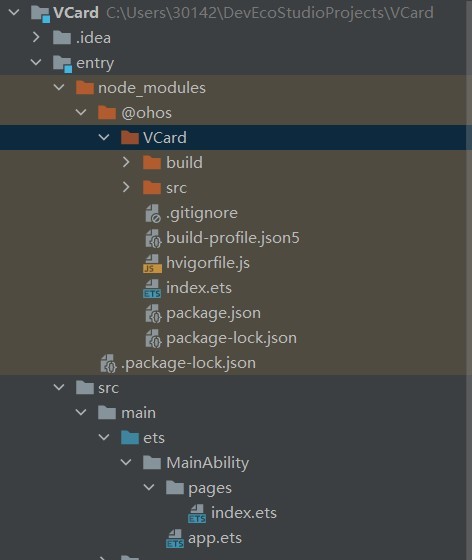 VCard C:\Users\30142\DevEcoStudioProjects\VCard
.idea
entry
node_modules
@ohos
VCard
build
src
.gitignore
build-profile.json5
hvigorfile.js
index.ets
package.json
package-lock.json
.package-lock.json
src
main
ets
MainAbility
pages
index.ets
app.ets